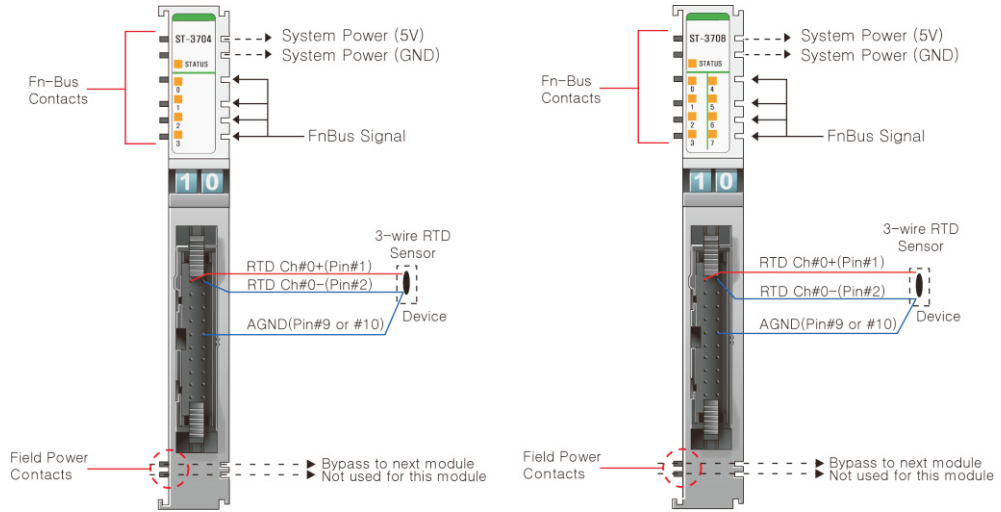 ST-3704
System Power (5V)
System Power (GND)
STATUS
Fn-Bus
Contacts
0
1
2
3
FnBus Signal
1 0
3-wire RTD
Sensor
RTD Ch#0+(Pin#1)
RTD Ch#0-(Pin#2)
Device
AGND(Pin#9 or #10)
Field Power
Contacts
Bypass to next module
Not used for this module
ST-3708
System Power (5V)
System Power (GND)
STATUS
Fn-Bus
Contacts
0 4
1 5
2 6
3 7
FnBus Signal
1 0
3-wire RTD
Sensor
RTD Ch#0+(Pin#1)
RTD Ch#0-(Pin#2)
Device
AGND(Pin#9 or #10)
Field Power
Contacts
Bypass to next module
Not used for this module